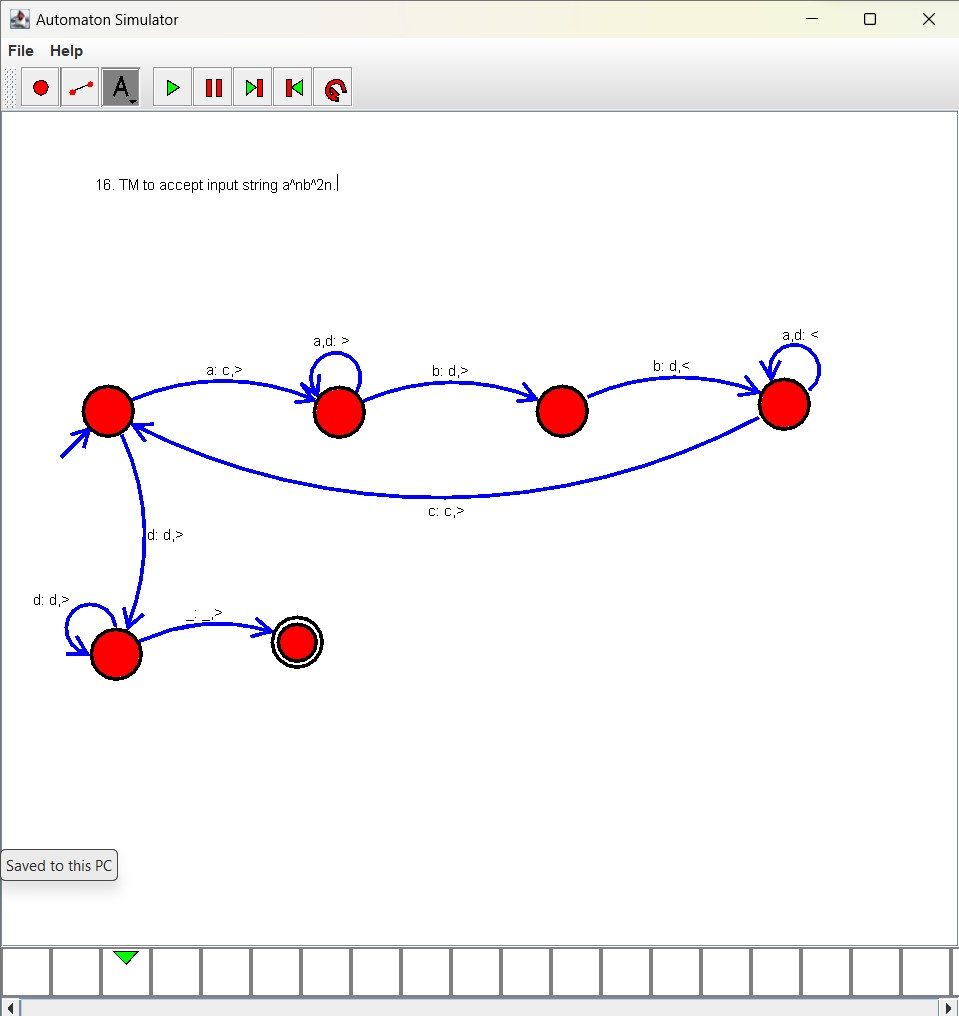 Automaton Simulator
File Help
A
16. TM to accept input string a^nb^2n.
a,d: >
a,d: <
a: c,>
b: d,>
b: d,<
c: c,>
d: d,>
d: d,>
_: _,>
Saved to this PC